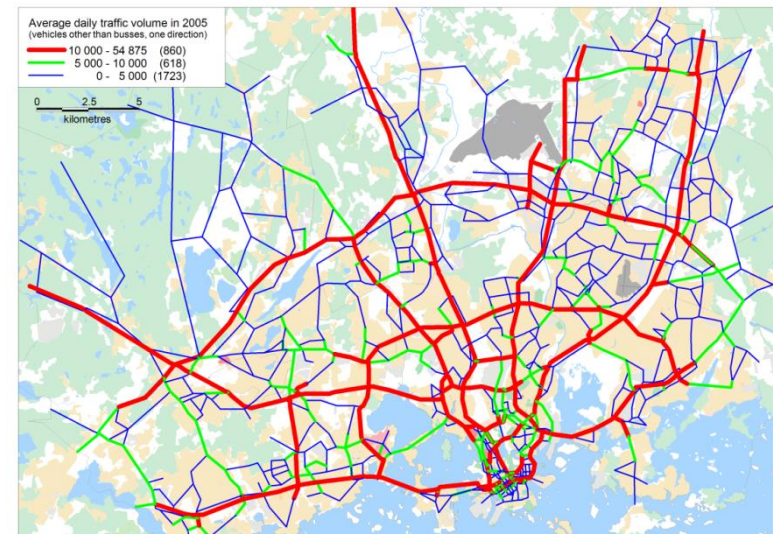 Average daily traffic volume in 2005
(vehicles other than busses, one direction)
10 000 - 54 875 (860)
5 000 - 10 000 (618)
0 - 5 000 (1723)
0 2.5 5
kilometres